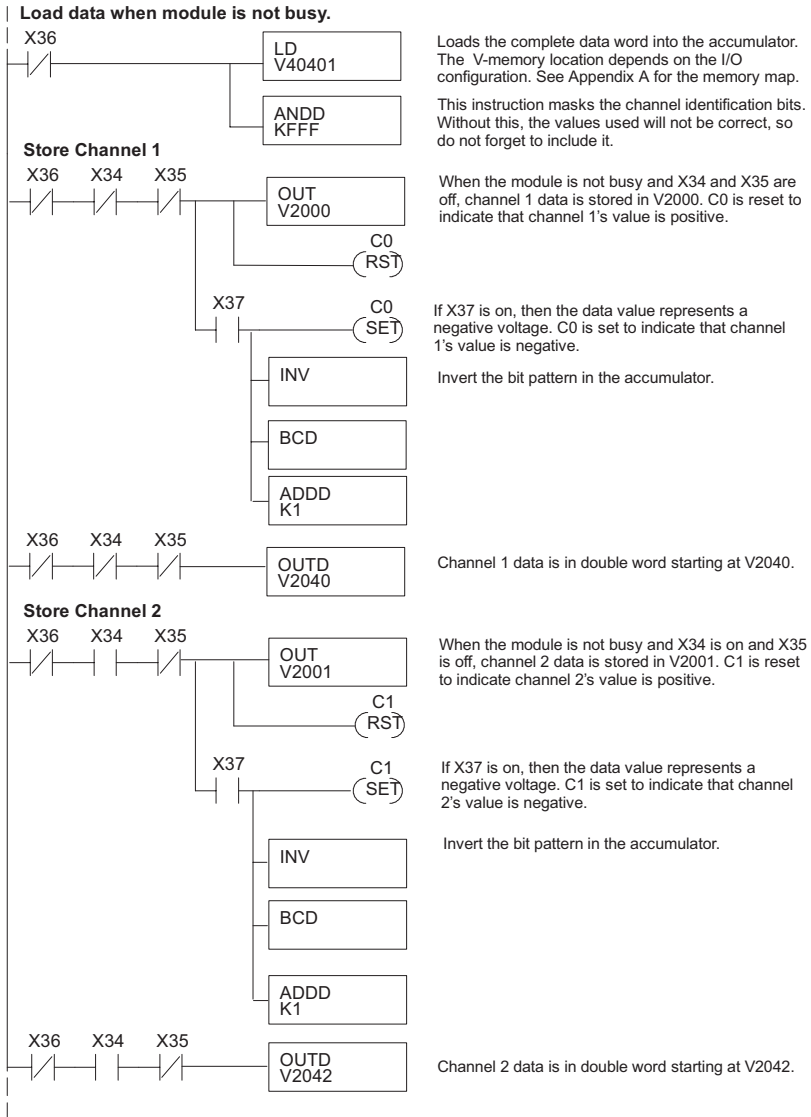 Load data when module is not busy.
X36
LD
V40401
Loads the complete data word into the accumulator.
The V-memory location depends on the I/O
configuration. See Appendix A for the memory map.
ANDD
KFFF
This instruction masks the channel identification bits.
Without this, the values used will not be correct, so
do not forget to include it.
Store Channel 1
X36 X34 X35
OUT
V2000
When the module is not busy and X34 and X35 are
off, channel 1 data is stored in V2000. C0 is reset to
indicate that channel 1's value is positive.
C0
RST
X37
C0
SET
If X37 is on, then the data value represents a
negative voltage. C0 is set to indicate that channel
1's value is negative.
INV
Invert the bit pattern in the accumulator.
BCD
ADDD
K1
X36 X34 X35
OUTD
V2040
Channel 1 data is in double word starting at V2040.
Store Channel 2
X36 X34 X35
OUT
V2001
When the module is not busy and X34 is on and X35
is off, channel 2 data is stored in V2001. C1 is reset
to indicate channel 2's value is positive.
C1
RST
X37
C1
SET
If X37 is on, then the data value represents a
negative voltage. C1 is set to indicate that channel
2's value is negative.
INV
Invert the bit pattern in the accumulator.
BCD
ADDD
K1
X36 X34 X35
OUTD
V2042
Channel 2 data is in double word starting at V2042.